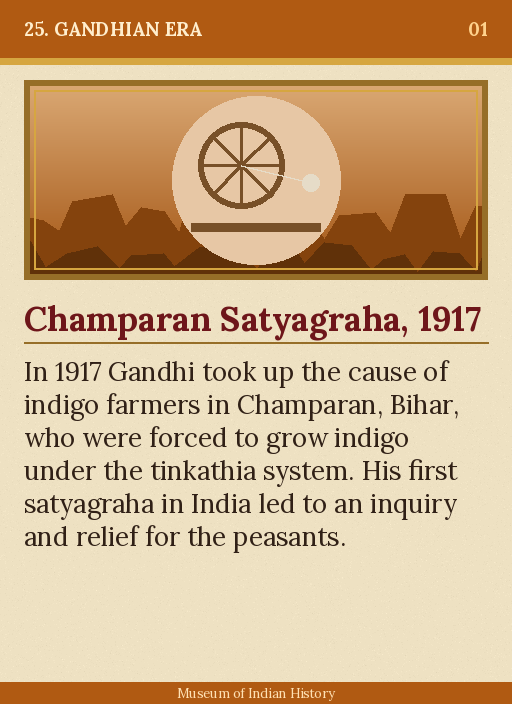 25. GANDHIAN ERA
01
Champaran Satyagraha, 1917
In 1917 Gandhi took up the cause of
indigo farmers in Champaran, Bihar,
who were forced to grow indigo
under the tinkathia system. His first
satyagraha in India led to an inquiry
and relief for the peasants.
Museum of Indian History